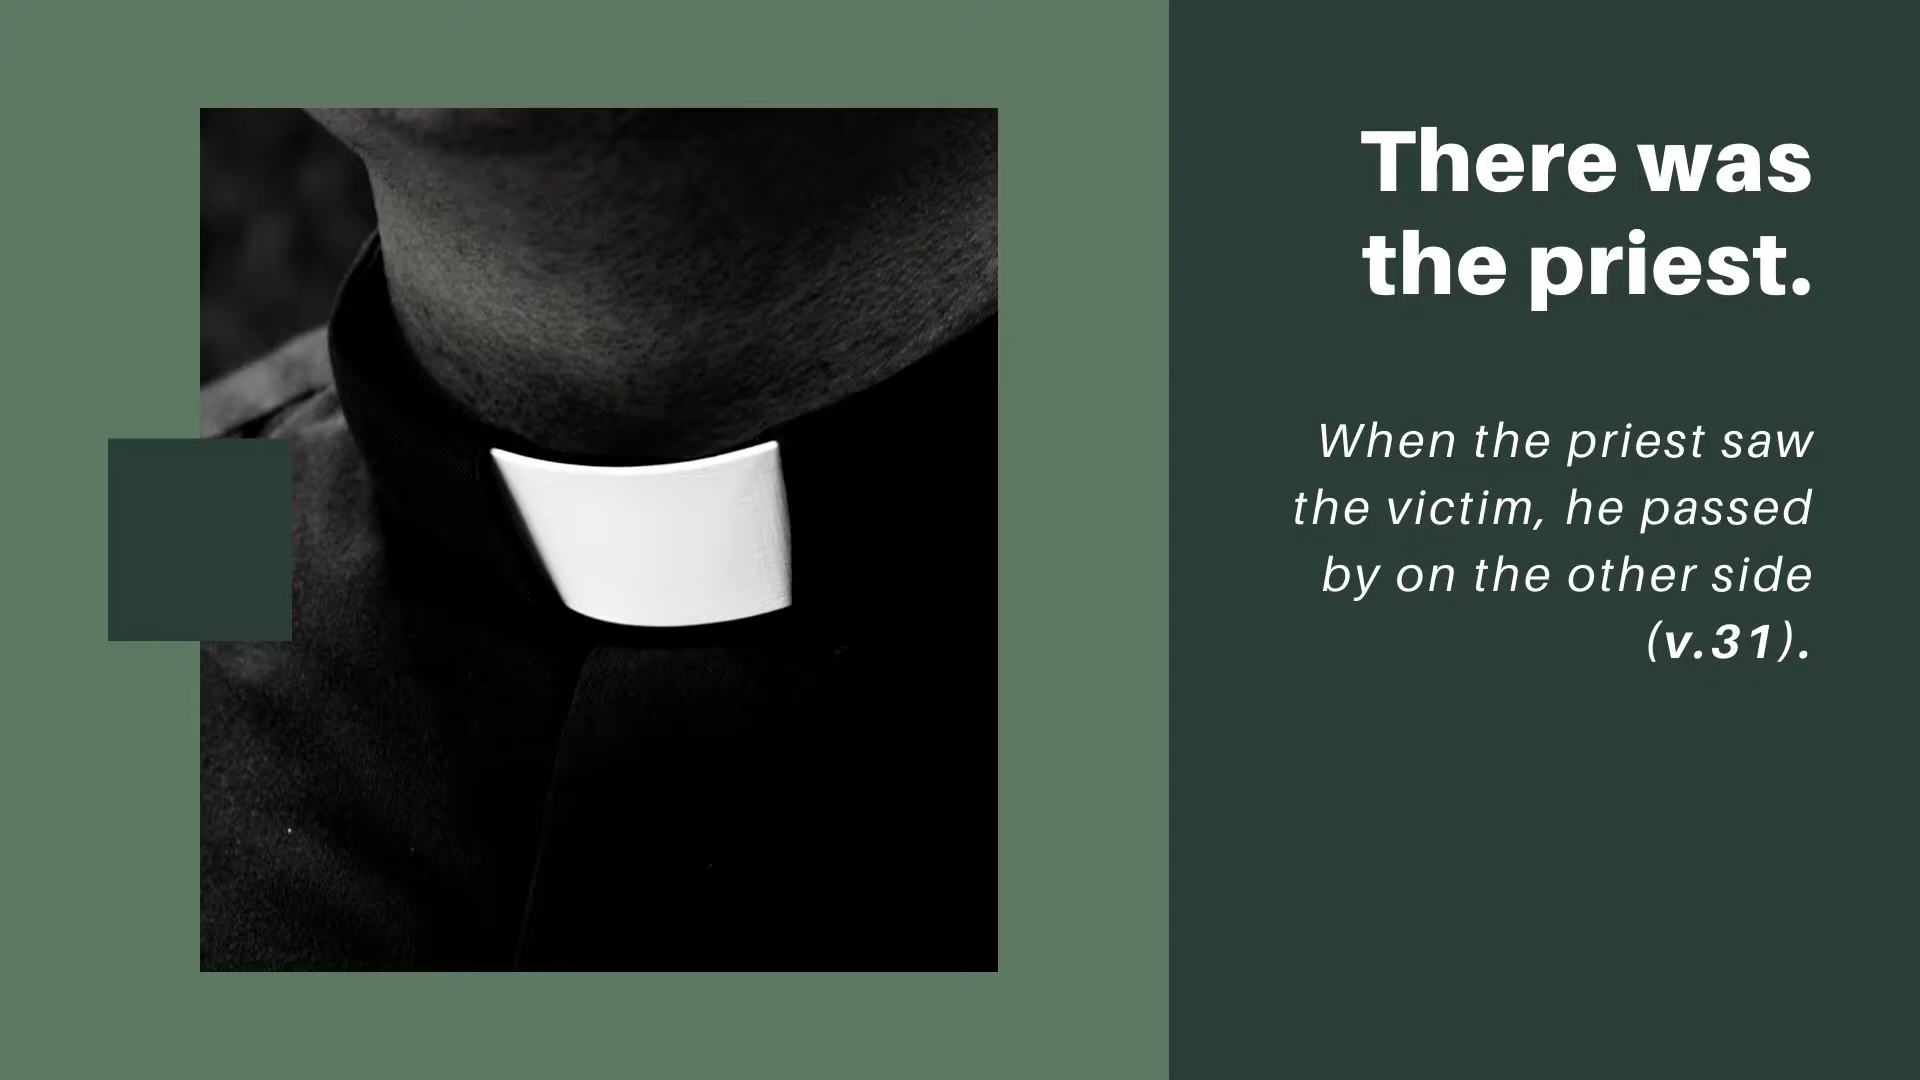 There was
the priest.
When the priest saw
the victim, he passed
by on the other side
(v.31).